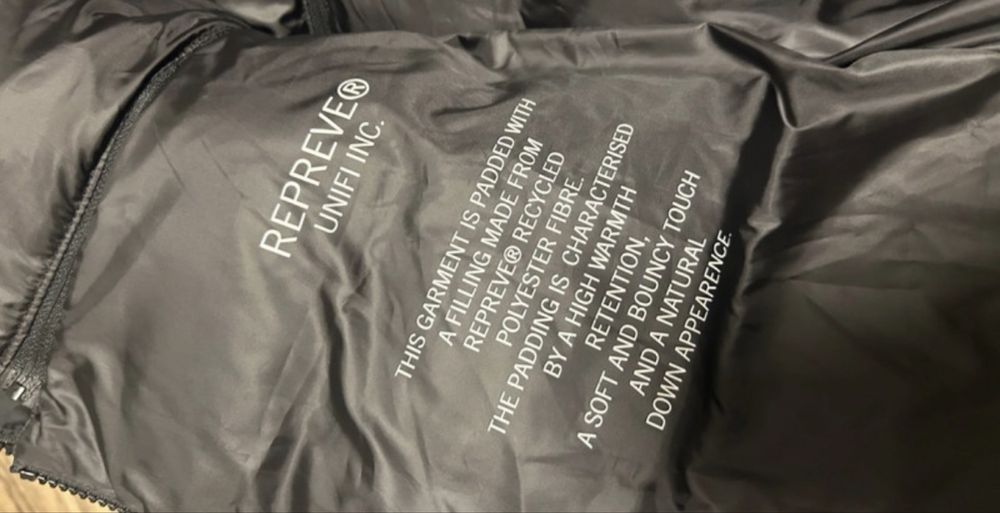 REPREVE®
UNIFI INC.
THIS GARMENT IS PADDED WITH
A FILLING MADE FROM
REPREVE® RECYCLED
POLYESTER FIBRE.
THE PADDING IS CHARACTERISED
BY A HIGH WARMTH
RETENTION,
A SOFT AND BOUNCY TOUCH
AND A NATURAL
DOWN APPEARENCE.